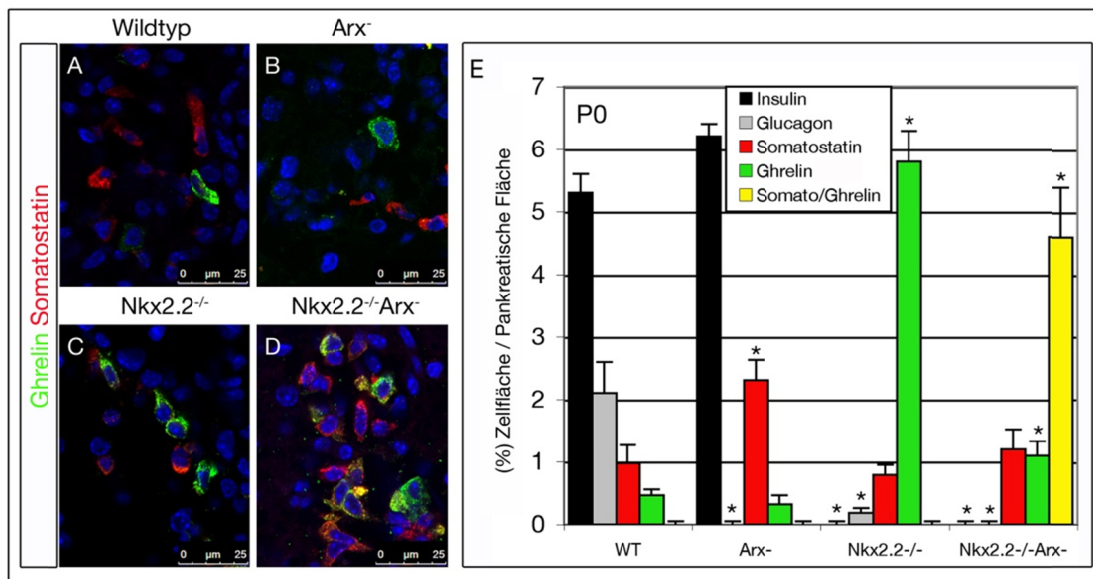 Wildtyp
Arx⁻
Ghrelin Somatostatin
A
0 µm 25
B
0 µm 25
Nkx2.2⁻/⁻
Nkx2.2⁻/⁻Arx⁻
C
0 µm 25
D
0 µm 25
E
P0
Insulin
Glucagon
Somatostatin
Ghrelin
Somato/Ghrelin
(%) Zellfläche / Pankreatische Fläche
7
6
5
4
3
2
1
0
*
*
*
*
*
*
*
*
*
WT
Arx-
Nkx2.2-/-
Nkx2.2-/-Arx-